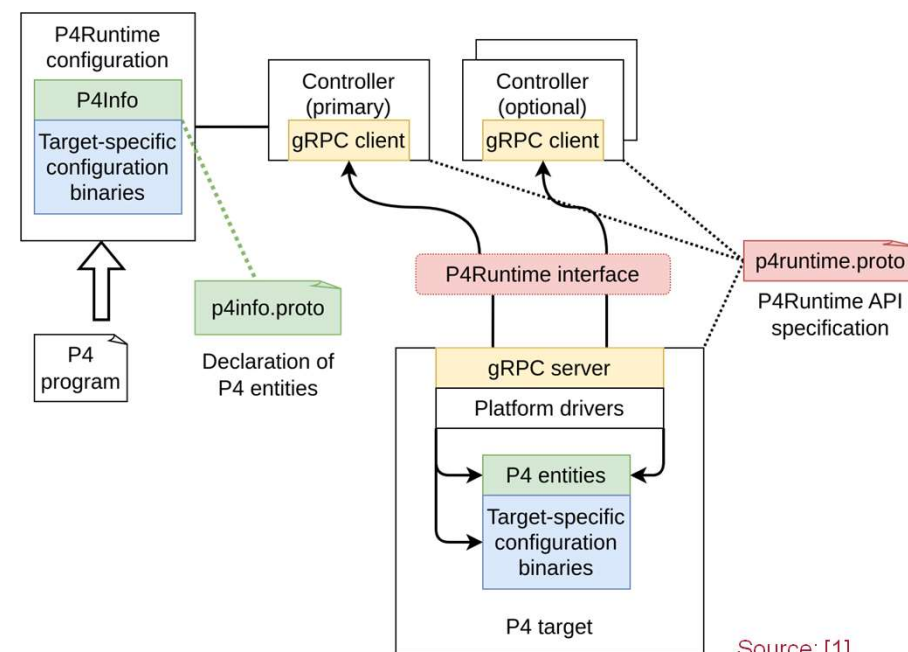 P4Runtime
configuration
P4Info
Target-specific
configuration
binaries
Controller
(primary)
gRPC client
Controller
(optional)
gRPC client
P4Runtime interface
p4runtime.proto
P4Runtime API
specification
p4info.proto
Declaration of
P4 entities
P4
program
gRPC server
Platform drivers
P4 entities
Target-specific
configuration
binaries
P4 target
Source: [1]